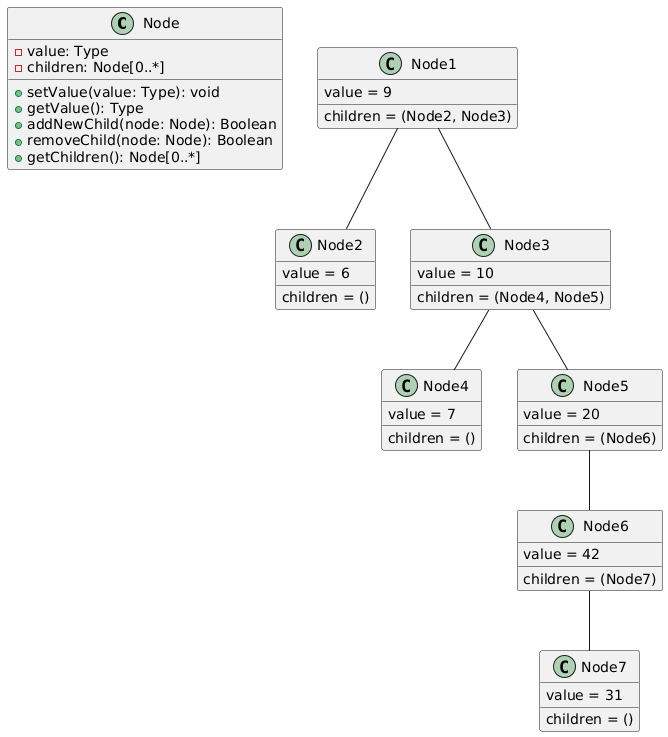 C Node
value: Type
children: Node[0..*]
setValue(value: Type): void
getValue(): Type
addNewChild(node: Node): Boolean
removeChild(node: Node): Boolean
getChildren(): Node[0..*]
C Node1
value = 9
children = (Node2, Node3)
C Node2
value = 6
children = ()
C Node3
value = 10
children = (Node4, Node5)
C Node4
value = 7
children = ()
C Node5
value = 20
children = (Node6)
C Node6
value = 42
children = (Node7)
C Node7
value = 31
children = ()